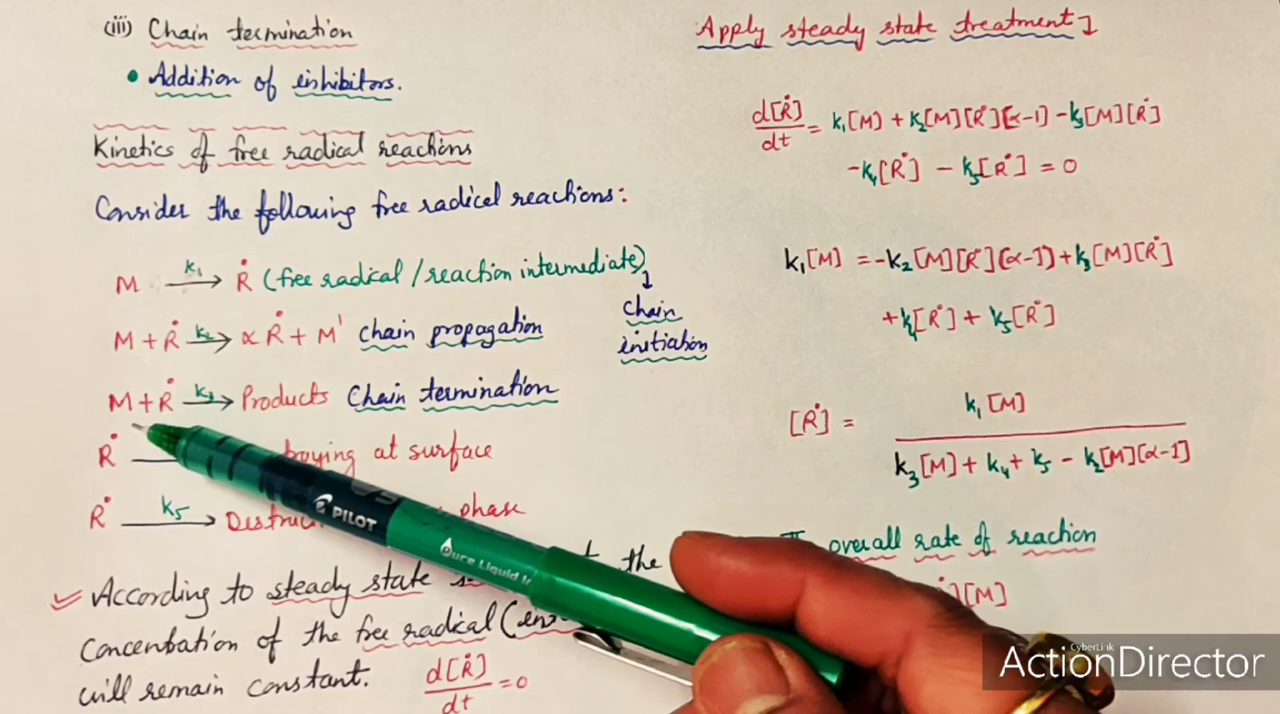 (iii) Chain termination
• Addition of inhibitors.
Kinetics of free radical reactions
Consider the following free radical reactions:
M —k₁→ Ṙ (free radical/reaction intermediate)
↓
Chain
initiation
M + Ṙ —k₂→ ∝ Ṙ + M' Chain propagation
M + Ṙ —k₃→ Products Chain termination
R˙ at surface
R˙ —k₅→ phase
According to steady state the
concentration of the free radical
will remain constant. d[Ṙ]/dt = 0
Apply steady state treatment
d[Ṙ]/dt = k₁[M] + k₂[M][R˙][∝-1) - k₃[M][R˙]
-k₄[R˙] - k₅[R˙] = 0
k₁[M] = -k₂[M][R˙](∝-1) + k₃[M][R˙]
+k₄[R˙] + k₅[R˙]
[R˙] = k₁[M] / k₃[M] + k₄ + k₅ - k₂[M][∝-1)
overall rate of reaction
][M]
PILOT
Pure Liquid
CyberLink
ActionDirector